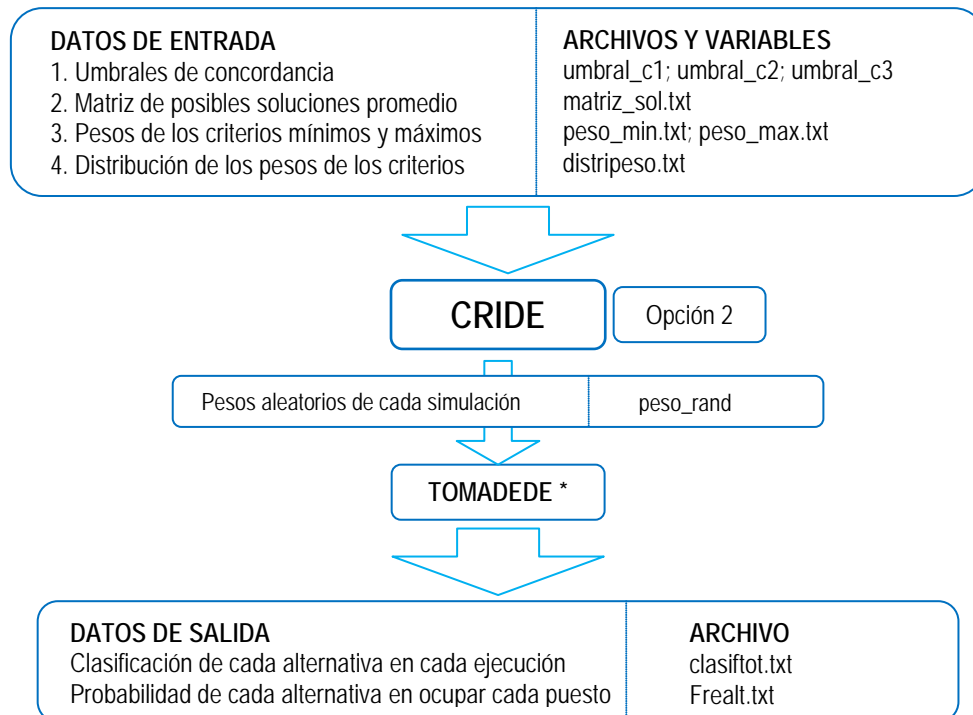 DATOS DE ENTRADA
1. Umbrales de concordancia
2. Matriz de posibles soluciones promedio
3. Pesos de los criterios mínimos y máximos
4. Distribución de los pesos de los criterios
ARCHIVOS Y VARIABLES
umbral_c1; umbral_c2; umbral_c3
matriz_sol.txt
peso_min.txt; peso_max.txt
distripeso.txt
CRIDE
Opción 2
Pesos aleatorios de cada simulación
peso_rand
TOMADEDE *
DATOS DE SALIDA
Clasificación de cada alternativa en cada ejecución
Probabilidad de cada alternativa en ocupar cada puesto
ARCHIVO
clasiftot.txt
Frealt.txt